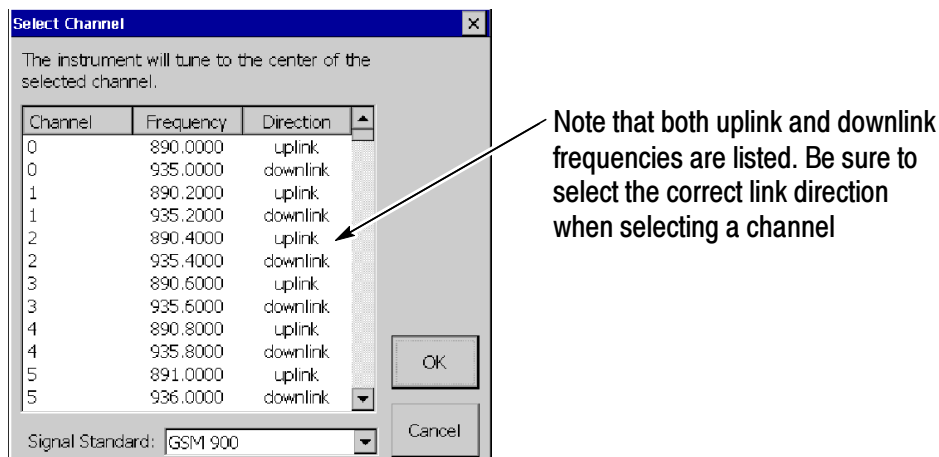 Select Channel
The instrument will tune to the center of the
selected channel.
Channel Frequency Direction
0 890.0000 uplink
0 935.0000 downlink
1 890.2000 uplink
1 935.2000 downlink
2 890.4000 uplink
2 935.4000 downlink
3 890.6000 uplink
3 935.6000 downlink
4 890.8000 uplink
4 935.8000 downlink
5 891.0000 uplink
5 936.0000 downlink
OK
Signal Standard: GSM 900
Cancel
Note that both uplink and downlink
frequencies are listed. Be sure to
select the correct link direction
when selecting a channel